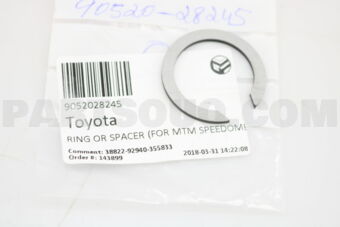 90520-28245
9052028245
Toyota
RING OR SPACER (FOR MTM SPEEDOME
Comment: 38822-92940-355833
Order #: 143899
2018-03-31 14:22:08